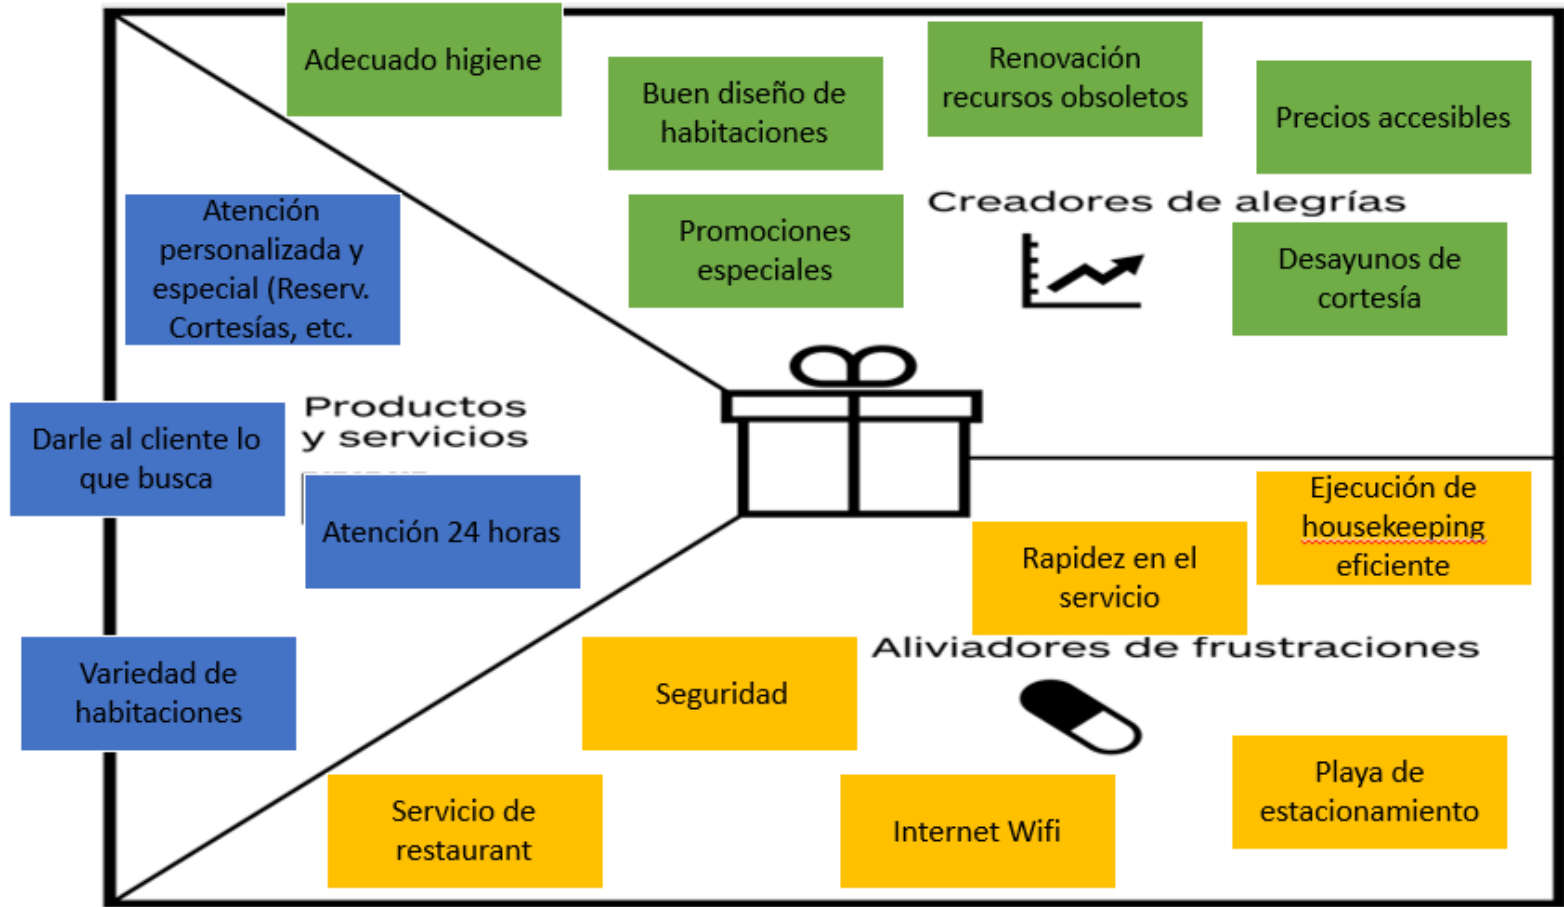 Adecuado higiene
Buen diseño de
habitaciones
Renovación
recursos obsoletos
Precios accesibles
Promociones
especiales
Creadores de alegrías
Desayunos de
cortesía
Atención
personalizada y
especial (Reserv.
Cortesías, etc.
Productos
y servicios
Darle al cliente lo
que busca
Atención 24 horas
Variedad de
habitaciones
Ejecución de
housekeeping
eficiente
Rapidez en el
servicio
Aliviadores de frustraciones
Seguridad
Playa de
estacionamiento
Servicio de
restaurant
Internet Wifi